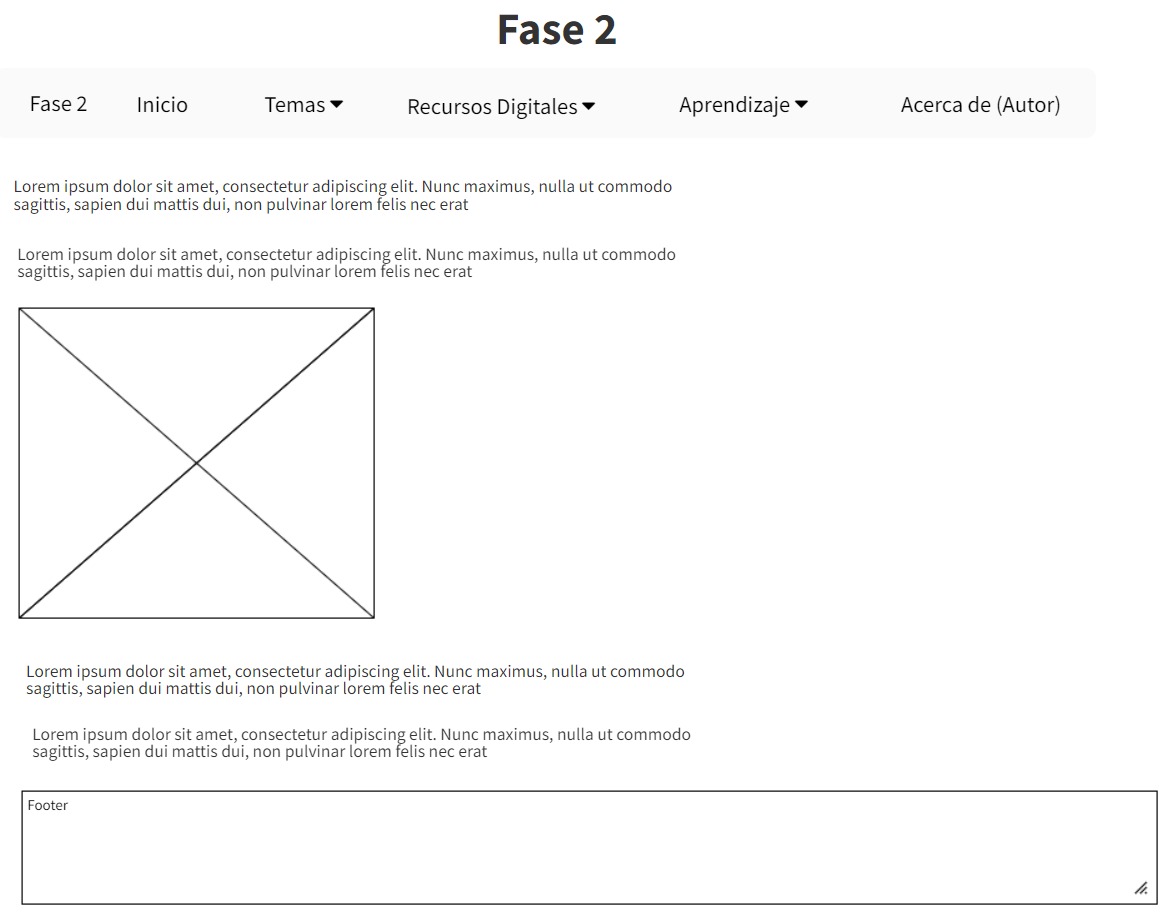 Fase 2
Fase 2 Inicio Temas Recursos Digitales Aprendizaje Acerca de (Autor)
Lorem ipsum dolor sit amet, consectetur adipiscing elit. Nunc maximus, nulla ut commodo
sagittis, sapien dui mattis dui, non pulvinar lorem felis nec erat
Lorem ipsum dolor sit amet, consectetur adipiscing elit. Nunc maximus, nulla ut commodo
sagittis, sapien dui mattis dui, non pulvinar lorem felis nec erat
Lorem ipsum dolor sit amet, consectetur adipiscing elit. Nunc maximus, nulla ut commodo
sagittis, sapien dui mattis dui, non pulvinar lorem felis nec erat
Lorem ipsum dolor sit amet, consectetur adipiscing elit. Nunc maximus, nulla ut commodo
sagittis, sapien dui mattis dui, non pulvinar lorem felis nec erat
Footer